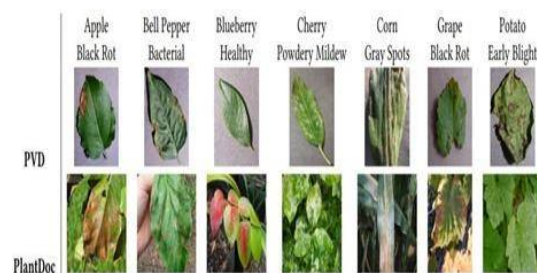 Apple Bell Pepper Blueberry Cherry Corn Grape Potato
Black Rot Bacterial Healthy Powdery Mildew Gray Spots Black Rot Early Blight
PVD
PlantDoc